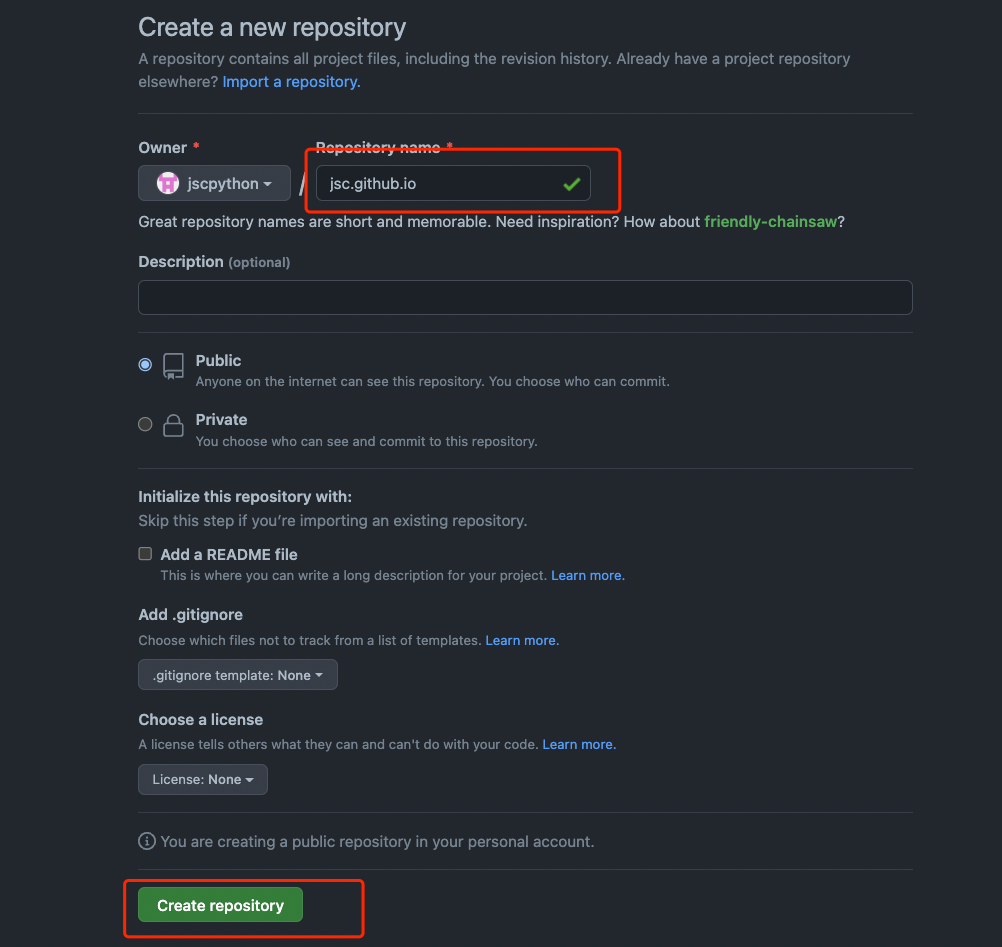 Create a new repository
A repository contains all project files, including the revision history. Already have a project repository
elsewhere? Import a repository.
Owner *
Repository name *
jscpython
/
jsc.github.io
Great repository names are short and memorable. Need inspiration? How about friendly-chainsaw?
Description (optional)
Public
Anyone on the internet can see this repository. You choose who can commit.
Private
You choose who can see and commit to this repository.
Initialize this repository with:
Skip this step if you’re importing an existing repository.
Add a README file
This is where you can write a long description for your project. Learn more.
Add .gitignore
Choose which files not to track from a list of templates. Learn more.
.gitignore template: None
Choose a license
A license tells others what they can and can't do with your code. Learn more.
License: None
You are creating a public repository in your personal account.
Create repository